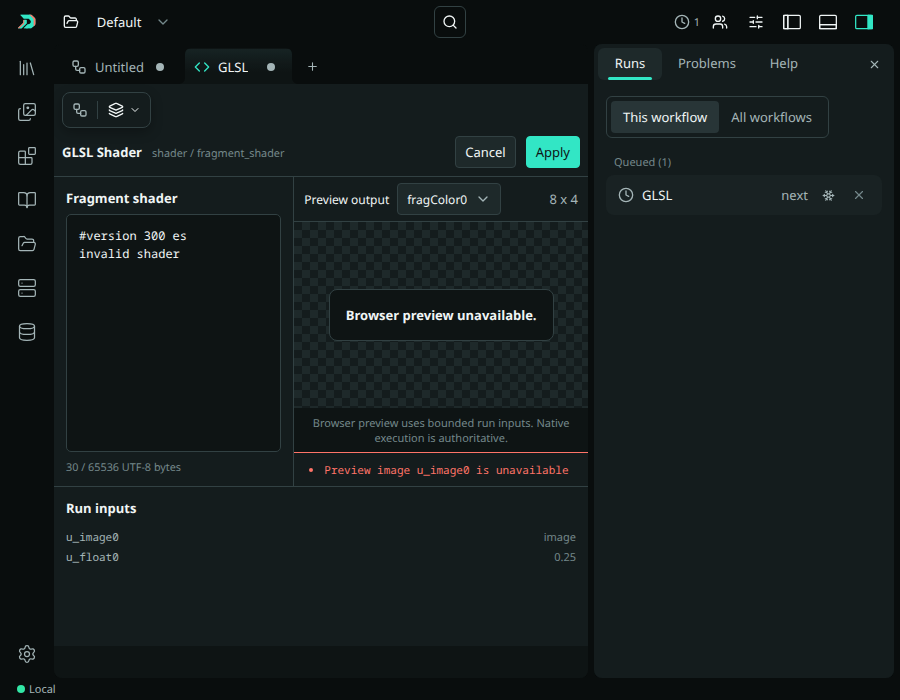 Default
1
Untitled
GLSL
Runs
Problems
Help
This workflow
All workflows
Queued (1)
GLSL
next
GLSL Shader
shader / fragment_shader
Cancel
Apply
Fragment shader
#version 300 es
invalid shader
30 / 65536 UTF-8 bytes
Preview output
fragColor0
8 x 4
Browser preview unavailable.
Browser preview uses bounded run inputs. Native
execution is authoritative.
Preview image u_image0 is unavailable
Run inputs
u_image0
image
u_float0
0.25
Local